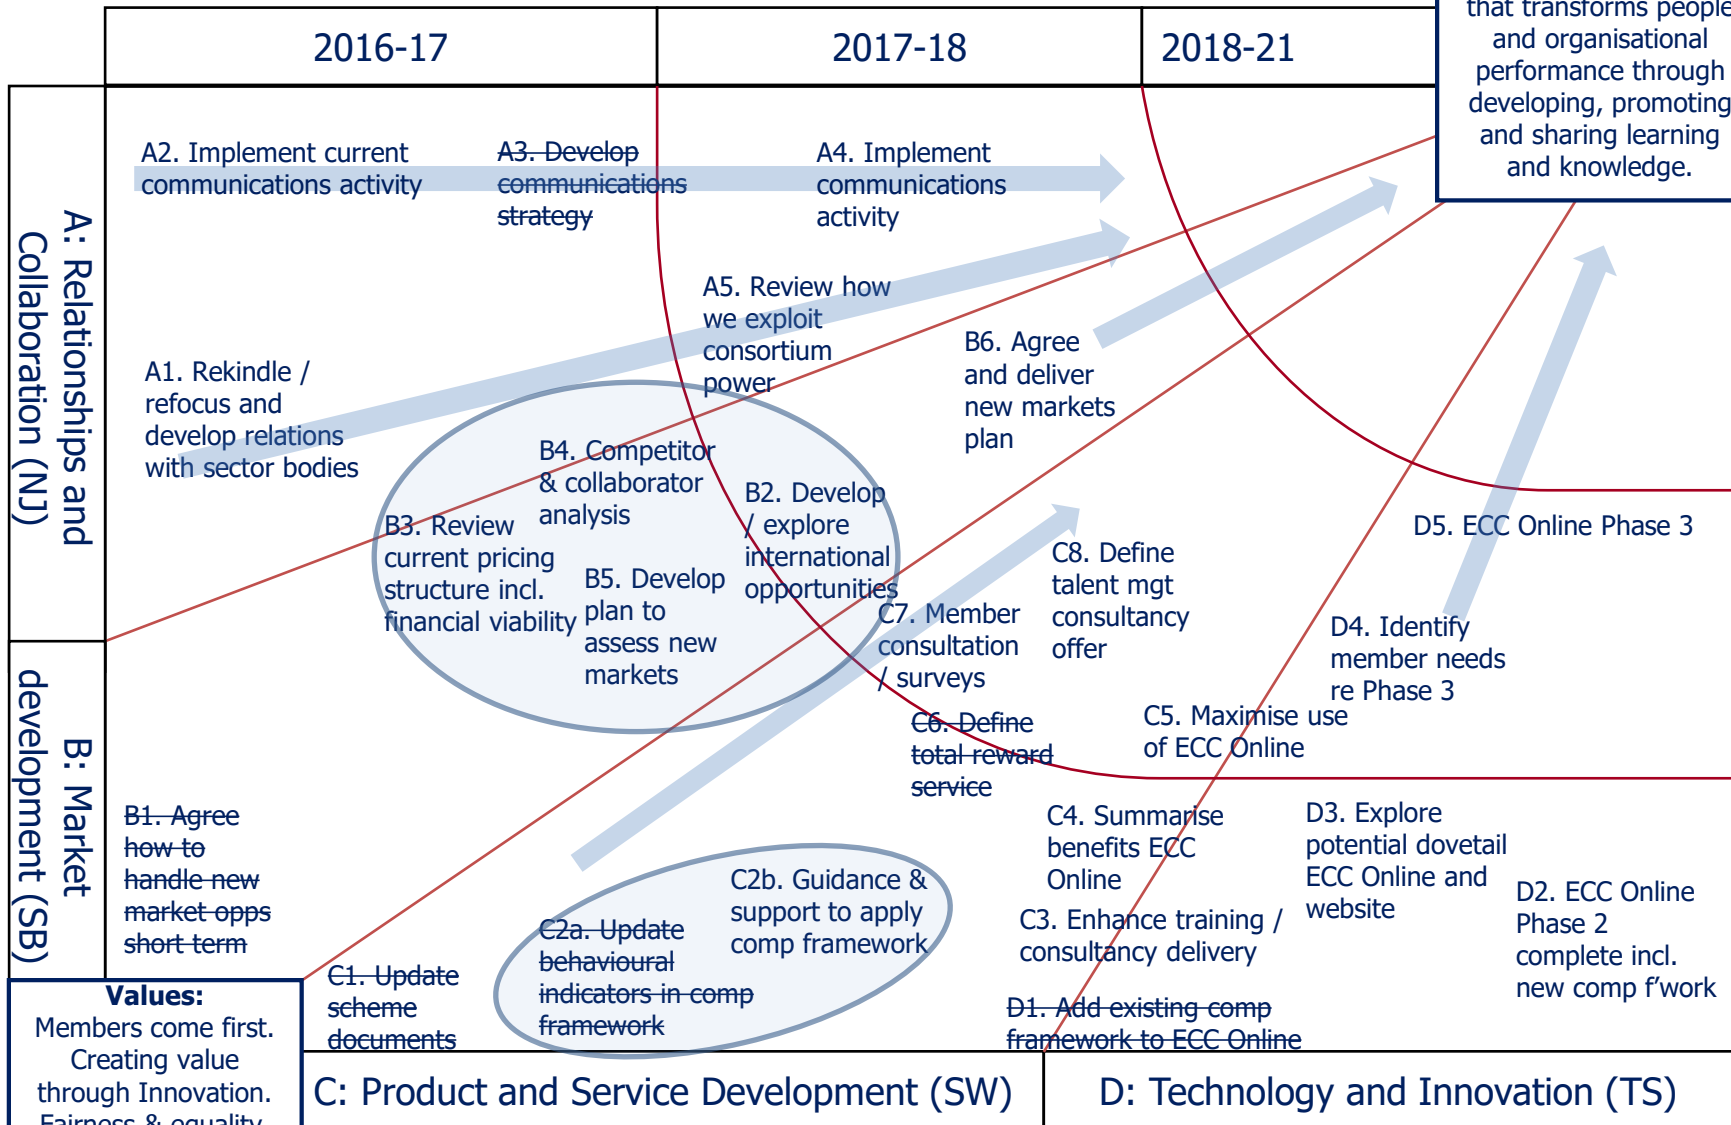 2016-17
2017-18
2018-21
that transforms people
and organisational
performance through
developing, promoting
and sharing learning
and knowledge.
A: Relationships and
Collaboration (NJ)
A2. Implement current
communications activity
A3. Develop
communications
strategy
A4. Implement
communications
activity
A5. Review how
we exploit
consortium
power
A1. Rekindle /
refocus and
develop relations
with sector bodies
B6. Agree
and deliver
new markets
plan
B4. Competitor
& collaborator
analysis
B2. Develop
/ explore
international
opportunities
B3. Review
current pricing
structure incl.
financial viability
B5. Develop
plan to
assess new
markets
D5. ECC Online Phase 3
C8. Define
talent mgt
consultancy
offer
C7. Member
consultation
/ surveys
D4. Identify
member needs
re Phase 3
B: Market
development (SB)
C6. Define
total reward
service
C5. Maximise use
of ECC Online
B1. Agree
how to
handle new
market opps
short term
C4. Summarise
benefits ECC
Online
D3. Explore
potential dovetail
ECC Online and
website
C2b. Guidance &
support to apply
comp framework
D2. ECC Online
Phase 2
complete incl.
new comp f'work
C2a. Update
behavioural
indicators in comp
framework
C3. Enhance training /
consultancy delivery
C1. Update
scheme
documents
D1. Add existing comp
framework to ECC Online
Values:
Members come first.
Creating value
through Innovation.
Fairness & equality.
C: Product and Service Development (SW)
D: Technology and Innovation (TS)